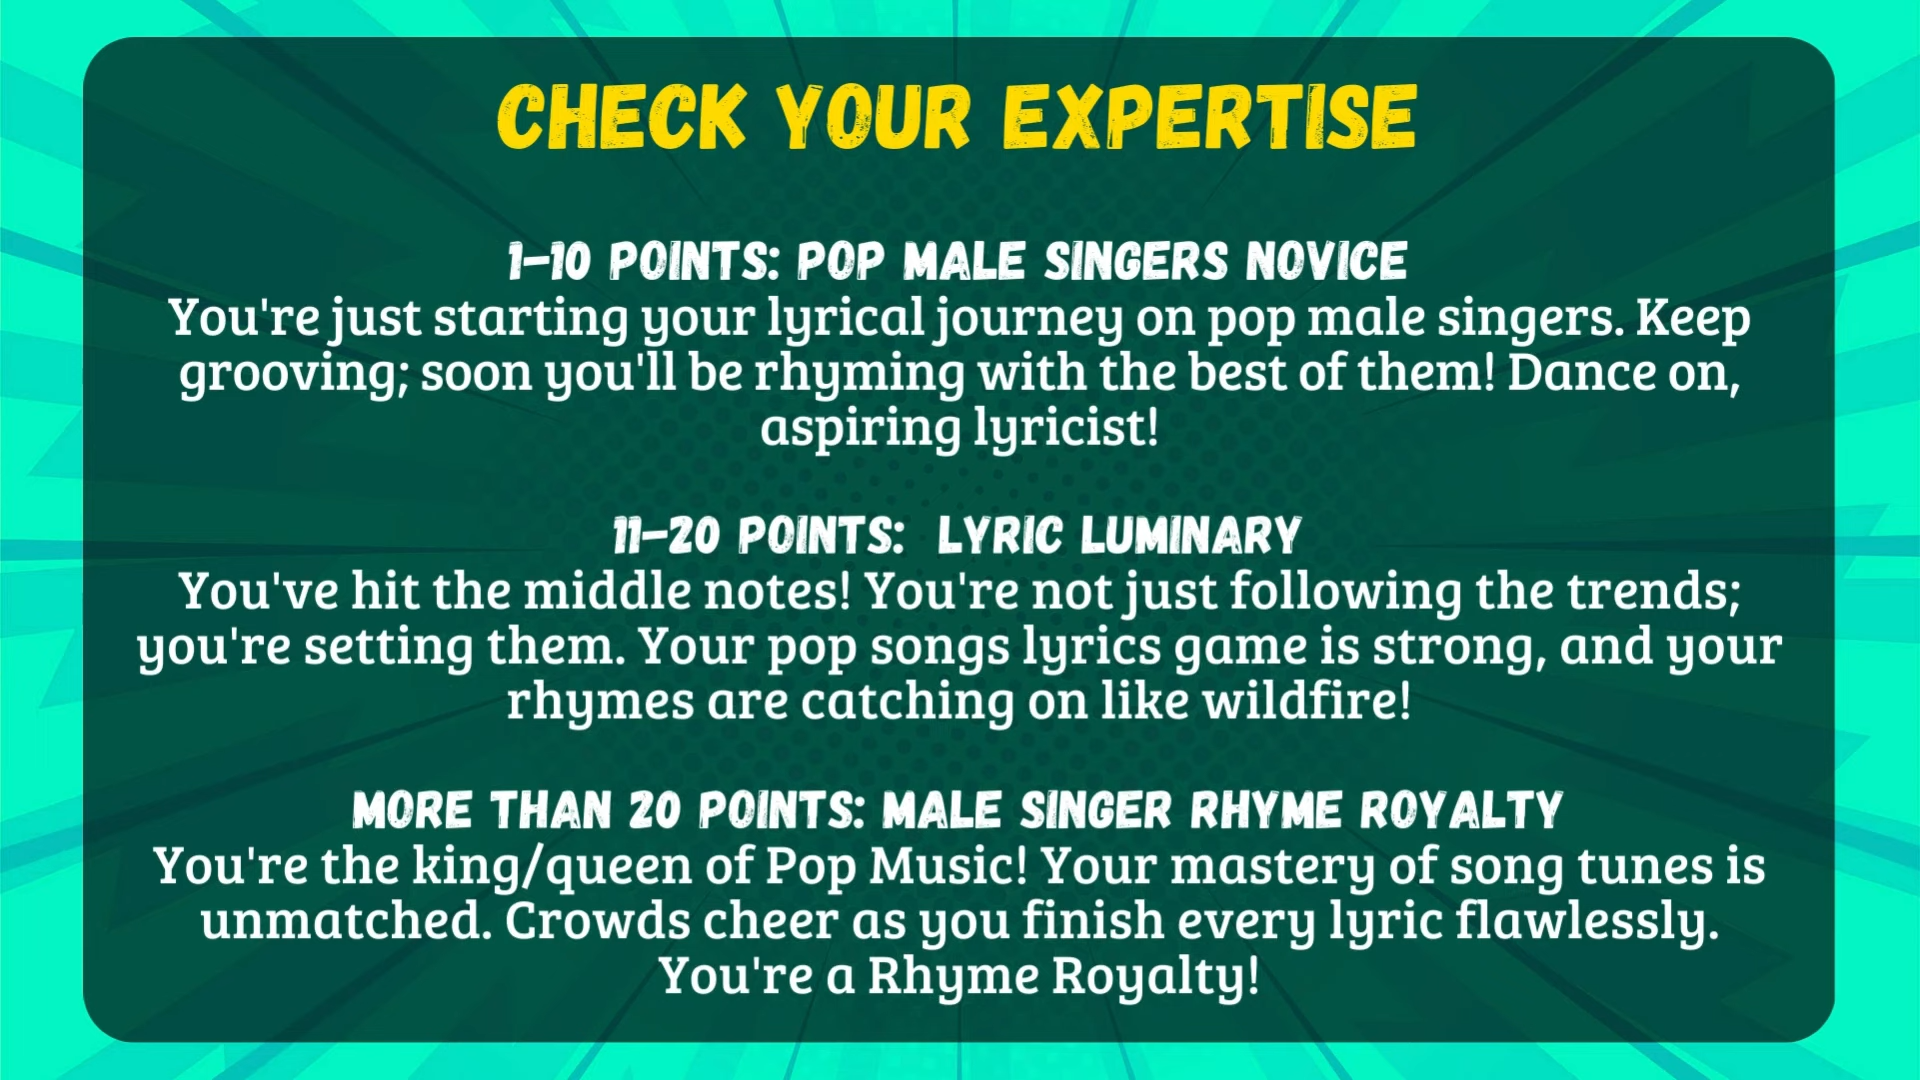 CHECK YOUR EXPERTISE
1-10 POINTS: POP MALE SINGERS NOVICE
You're just starting your lyrical journey on pop male singers. Keep
grooving; soon you'll be rhyming with the best of them! Dance on,
aspiring lyricist!
11-20 POINTS: LYRIC LUMINARY
You've hit the middle notes! You're not just following the trends;
you're setting them. Your pop songs lyrics game is strong, and your
rhymes are catching on like wildfire!
MORE THAN 20 POINTS: MALE SINGER RHYME ROYALTY
You're the king/queen of Pop Music! Your mastery of song tunes is
unmatched. Crowds cheer as you finish every lyric flawlessly.
You're a Rhyme Royalty!